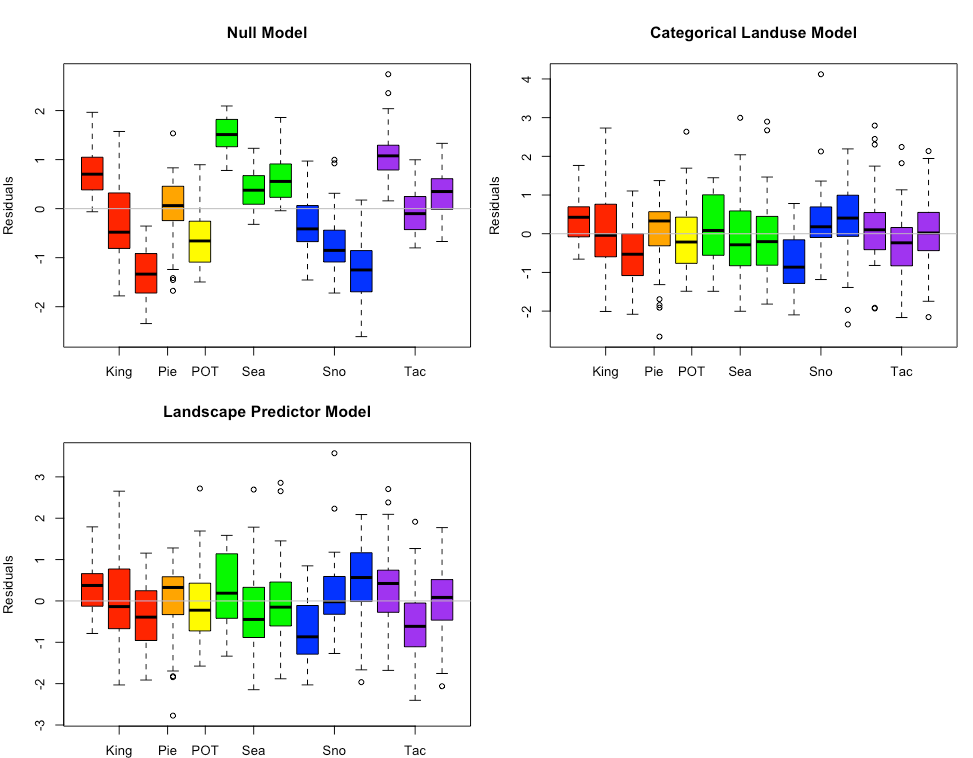 Null Model
Residuals
2
1
0
-1
-2
King Pie POT Sea Sno Tac
Categorical Landuse Model
Residuals
4
3
2
1
0
-1
-2
King Pie POT Sea Sno Tac
Landscape Predictor Model
Residuals
3
2
1
0
-1
-2
-3
King Pie POT Sea Sno Tac